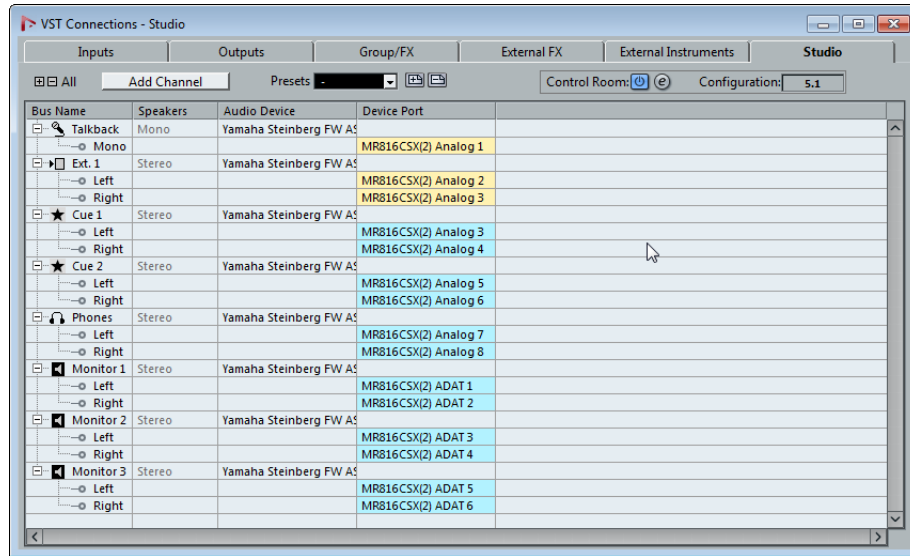 VST Connections - Studio
Inputs Outputs Group/FX External FX External Instruments Studio
All Add Channel Presets - Control Room: e Configuration: 5.1
Bus Name Speakers Audio Device Device Port
Talkback Mono Yamaha Steinberg FW AS
Mono MR816CSX(2) Analog 1
Ext. 1 Stereo Yamaha Steinberg FW AS
Left MR816CSX(2) Analog 2
Right MR816CSX(2) Analog 3
Cue 1 Stereo Yamaha Steinberg FW AS
Left MR816CSX(2) Analog 3
Right MR816CSX(2) Analog 4
Cue 2 Stereo Yamaha Steinberg FW AS
Left MR816CSX(2) Analog 5
Right MR816CSX(2) Analog 6
Phones Stereo Yamaha Steinberg FW AS
Left MR816CSX(2) Analog 7
Right MR816CSX(2) Analog 8
Monitor 1 Stereo Yamaha Steinberg FW AS
Left MR816CSX(2) ADAT 1
Right MR816CSX(2) ADAT 2
Monitor 2 Stereo Yamaha Steinberg FW AS
Left MR816CSX(2) ADAT 3
Right MR816CSX(2) ADAT 4
Monitor 3 Stereo Yamaha Steinberg FW AS
Left MR816CSX(2) ADAT 5
Right MR816CSX(2) ADAT 6